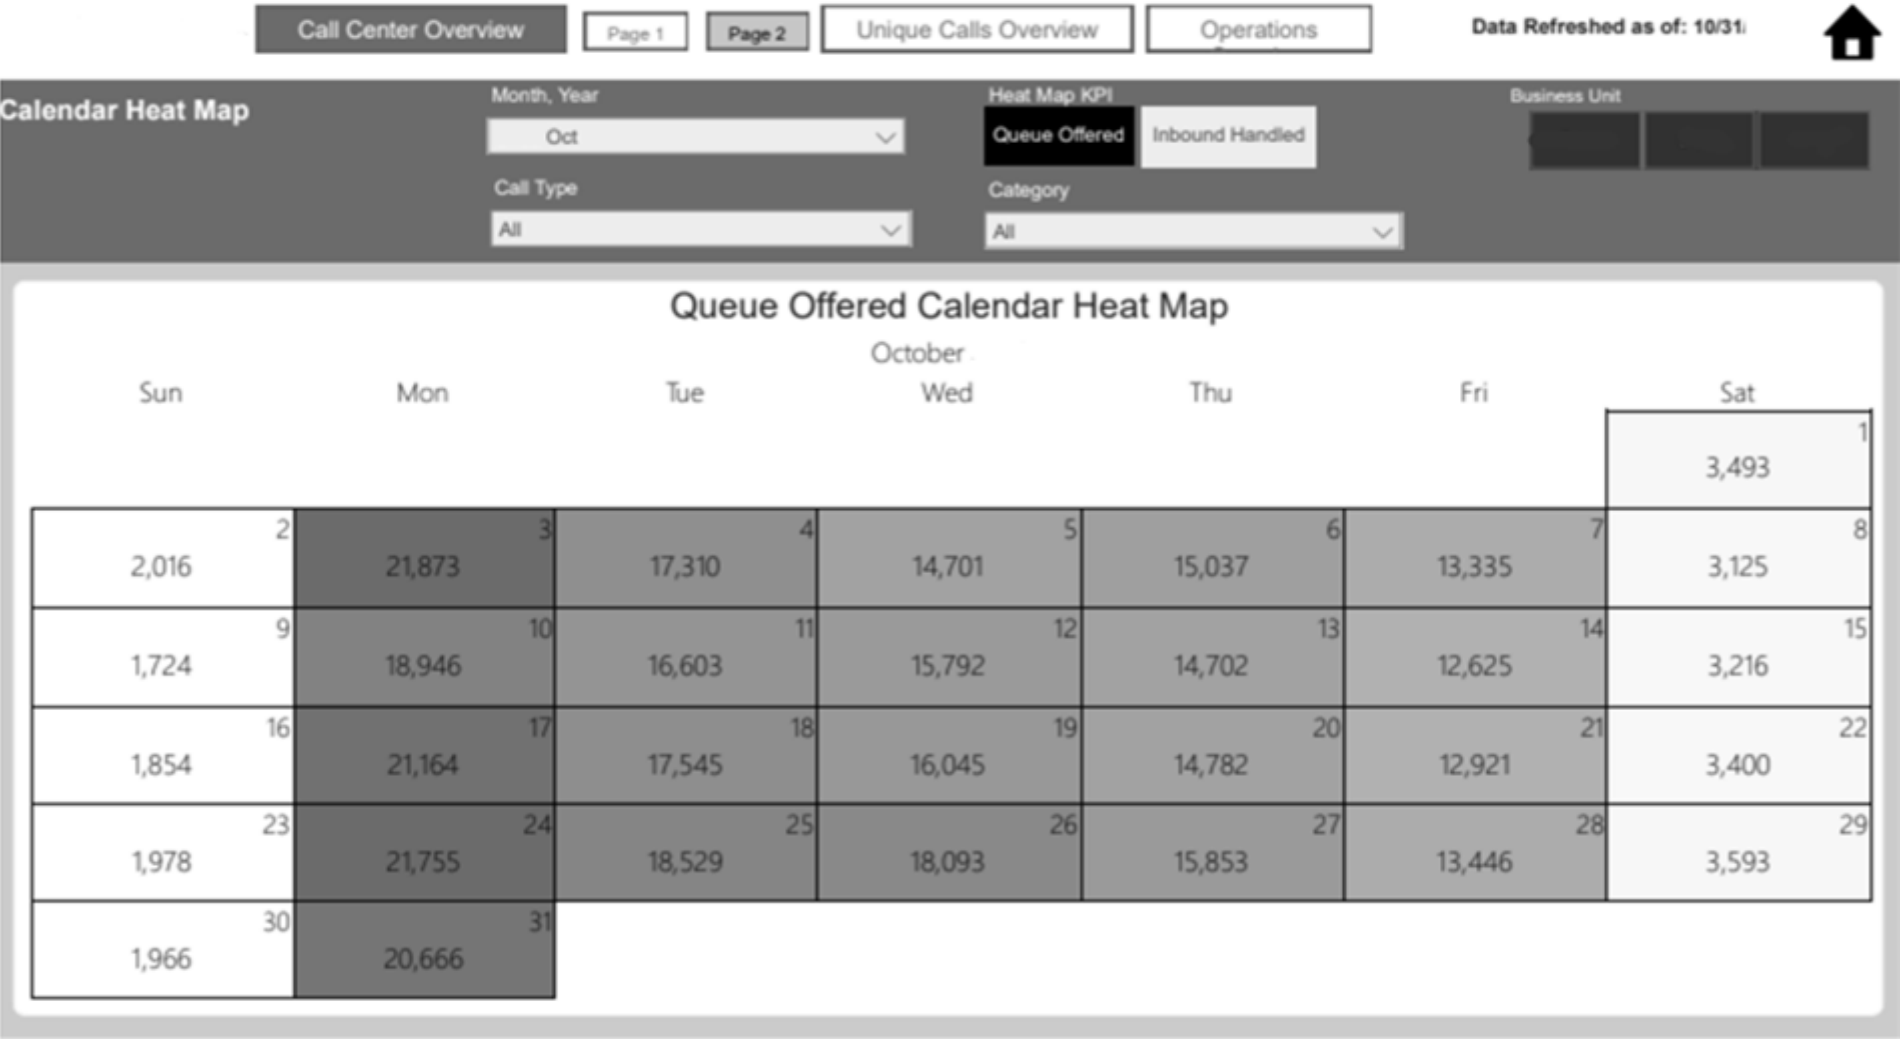 Call Center Overview Page 1 Page 2 Unique Calls Overview Operations Data Refreshed as of: 10/31
Calendar Heat Map
Month, Year Heat Map KPI Business Unit
Oct Queue Offered Inbound Handled
Call Type Category
All All
Queue Offered Calendar Heat Map
October
Sun Mon Tue Wed Thu Fri Sat
1
3,493
2 3 4 5 6 7 8
2,016 21,873 17,310 14,701 15,037 13,335 3,125
9 10 11 12 13 14 15
1,724 18,946 16,603 15,792 14,702 12,625 3,216
16 17 18 19 20 21 22
1,854 21,164 17,545 16,045 14,782 12,921 3,400
23 24 25 26 27 28 29
1,978 21,755 18,529 18,093 15,853 13,446 3,593
30 31
1,966 20,666